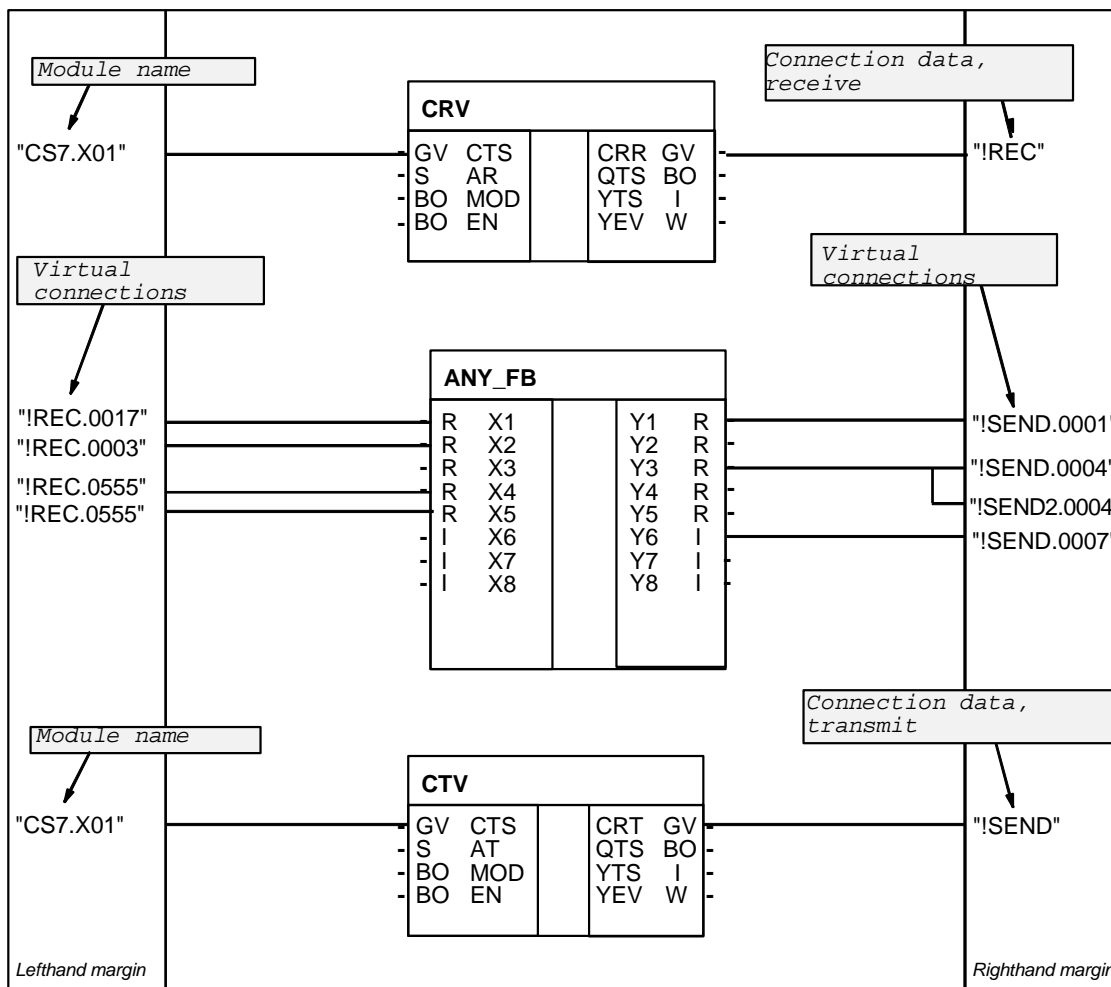 Module name
Connection data,
receive
CRV
"CS7.X01"
GV CTS CRR GV
"!REC"
S AR QTS BO
BO MOD YTS I
BO EN YEV W
Virtual
connections
Virtual
connections
ANY_FB
"!REC.0017"
R X1 Y1 R
"!SEND.0001"
"!REC.0003"
R X2 Y2 R
R X3 Y3 R
"!SEND.0004"
"!REC.0555"
R X4 Y4 R
"!REC.0555"
R X5 Y5 R
"!SEND2.0004
I X6 Y6 I
"!SEND.0007"
I X7 Y7 I
I X8 Y8 I
Module name
Connection data,
transmit
CTV
"CS7.X01"
GV CTS CRT GV
"!SEND"
S AT QTS BO
BO MOD YTS I
BO EN YEV W
Lefthand margin
Righthand margin